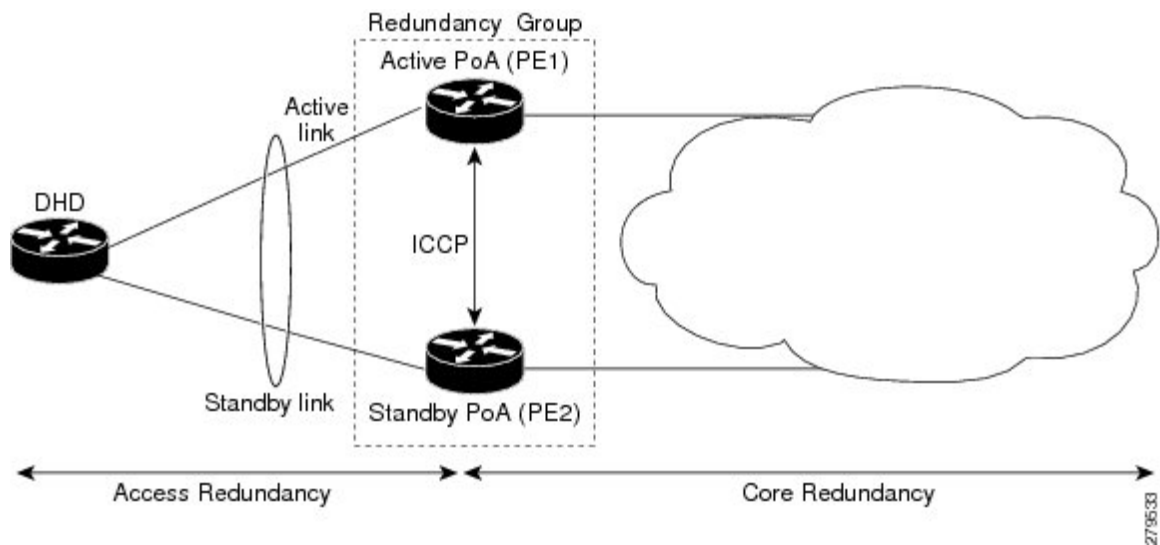 Redundancy Group
Active PoA (PE1)
Active
link
DHD
ICCP
Standby link
Standby PoA (PE2)
Access Redundancy
Core Redundancy
279533